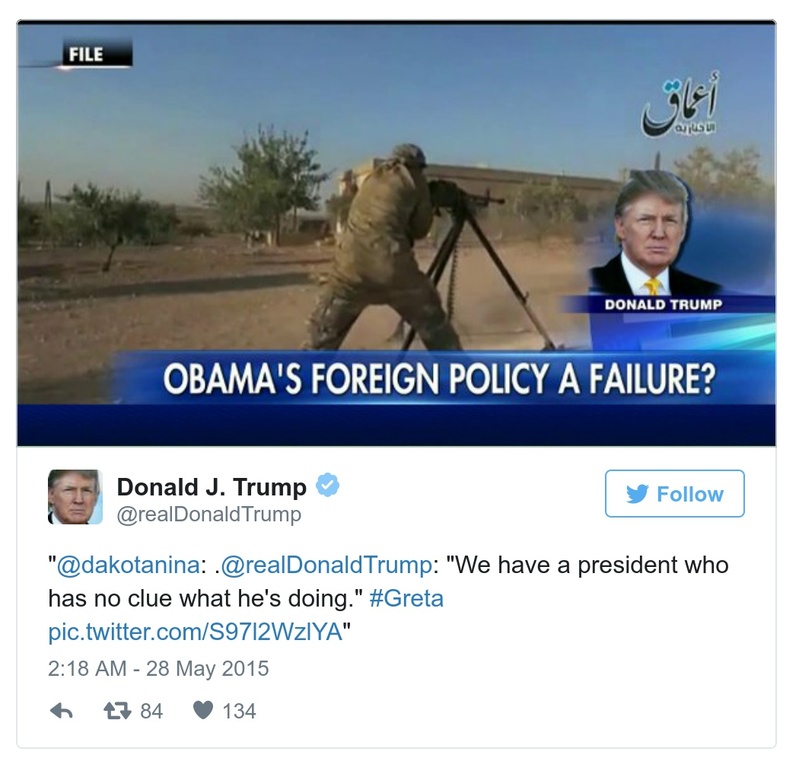 FILE
أعماق
الاخبارية
DONALD TRUMP
OBAMA'S FOREIGN POLICY A FAILURE?
Donald J. Trump
@realDonaldTrump
Follow
"@dakotanina: .@realDonaldTrump: "We have a president who
has no clue what he's doing." #Greta
pic.twitter.com/S97l2WzlYA"
2:18 AM - 28 May 2015
84
134